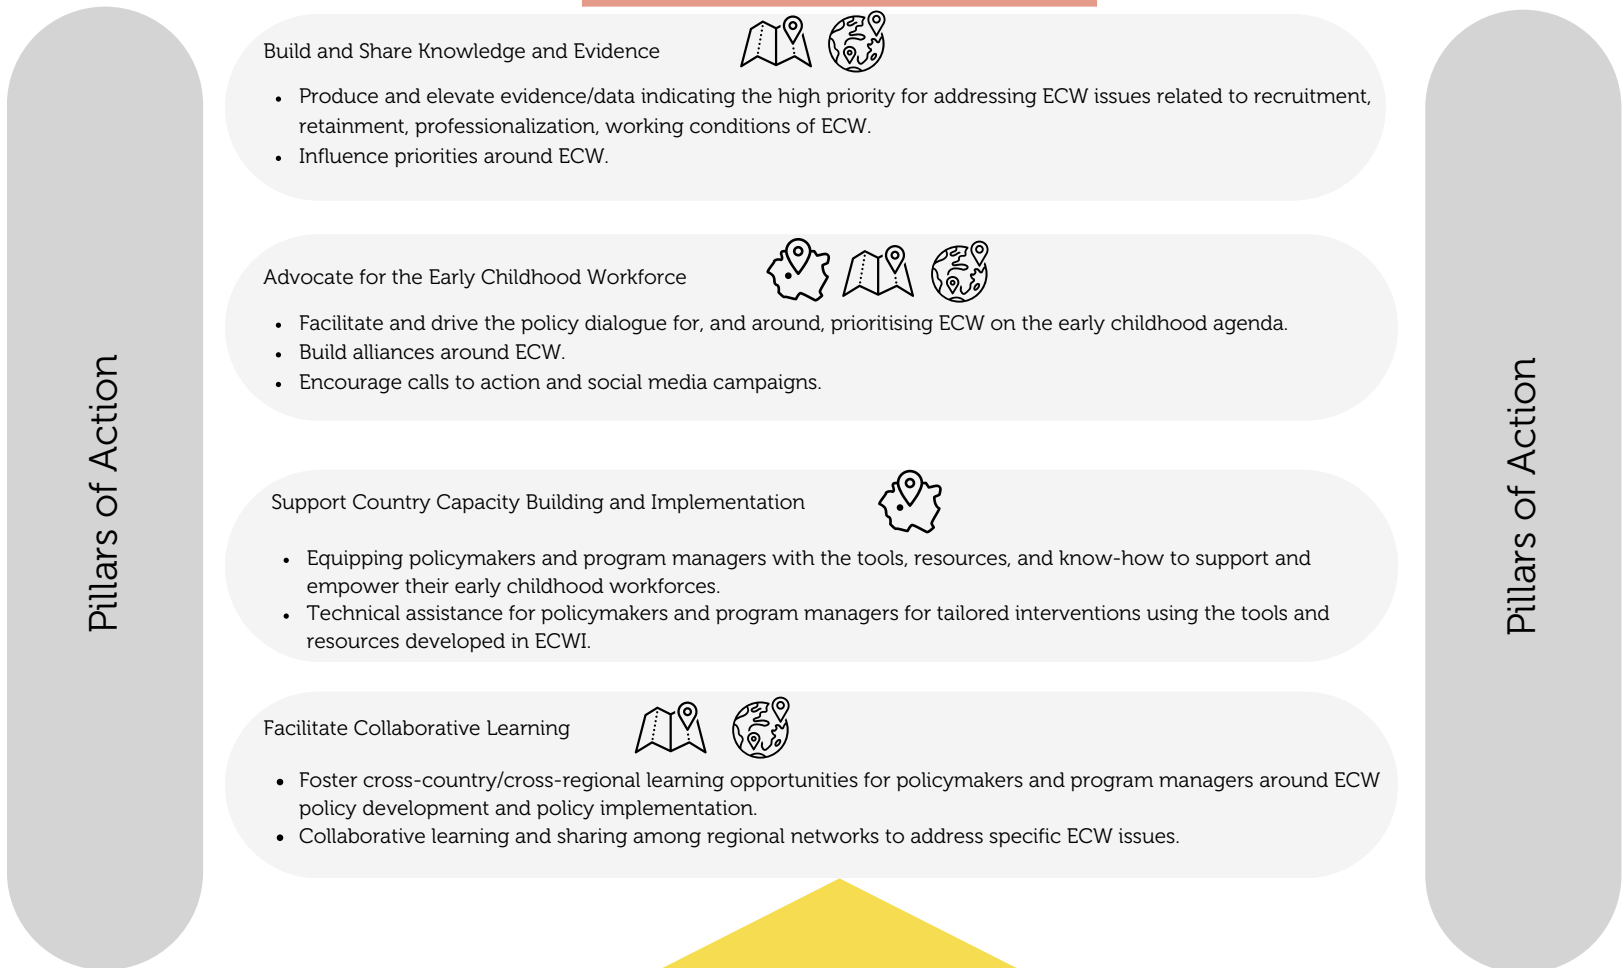 Pillars of Action
Build and Share Knowledge and Evidence
• Produce and elevate evidence/data indicating the high priority for addressing ECW issues related to recruitment,
retainment, professionalization, working conditions of ECW.
• Influence priorities around ECW.
Advocate for the Early Childhood Workforce
• Facilitate and drive the policy dialogue for, and around, prioritising ECW on the early childhood agenda.
• Build alliances around ECW.
• Encourage calls to action and social media campaigns.
Support Country Capacity Building and Implementation
• Equipping policymakers and program managers with the tools, resources, and know-how to support and
empower their early childhood workforces.
• Technical assistance for policymakers and program managers for tailored interventions using the tools and
resources developed in ECWI.
Facilitate Collaborative Learning
• Foster cross-country/cross-regional learning opportunities for policymakers and program managers around ECW
policy development and policy implementation.
• Collaborative learning and sharing among regional networks to address specific ECW issues.
Pillars of Action